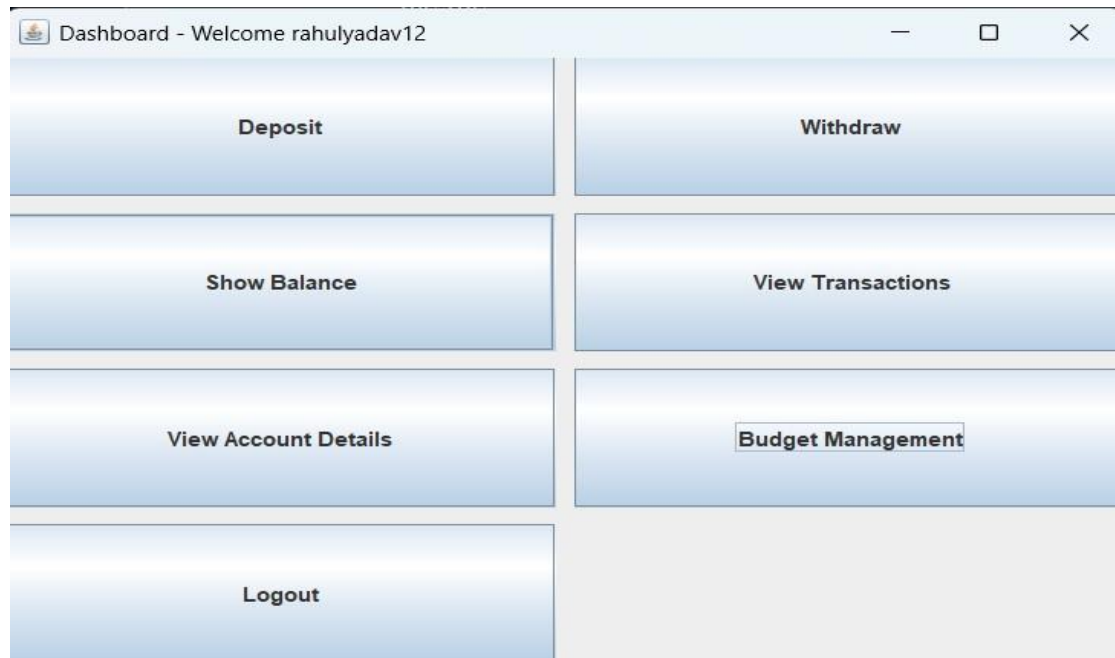 Dashboard - Welcome rahulyadav12
Deposit
Withdraw
Show Balance
View Transactions
View Account Details
Budget Management
Logout